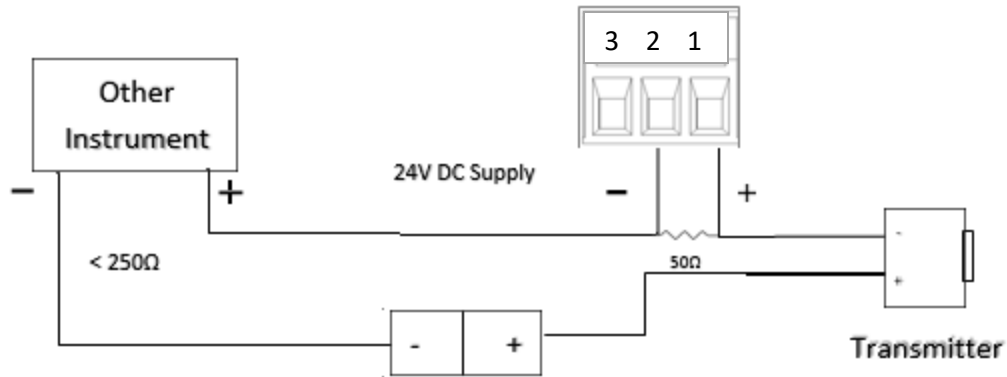 3 2 1
Other
Instrument
24V DC Supply
− + − +
< 250Ω
50Ω
-
+
- +
Transmitter